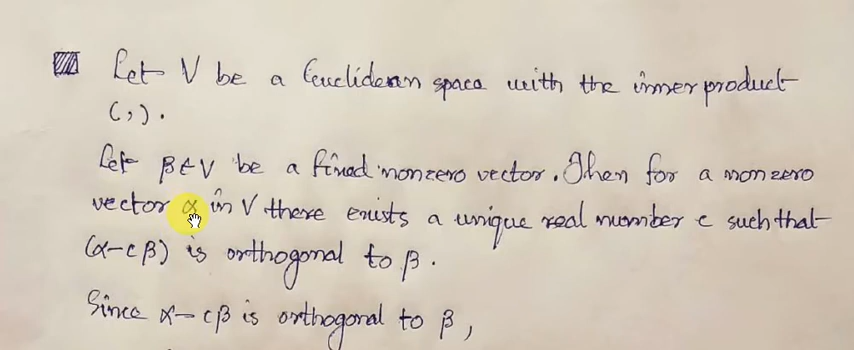 Let V be a Euclidean space with the inner product
(,).
Let β∈V be a fixed nonzero vector. Then for a nonzero
vector α in V there exists a unique real number c such that
(α-cβ) is orthogonal to β.
Since α-cβ is orthogonal to β,